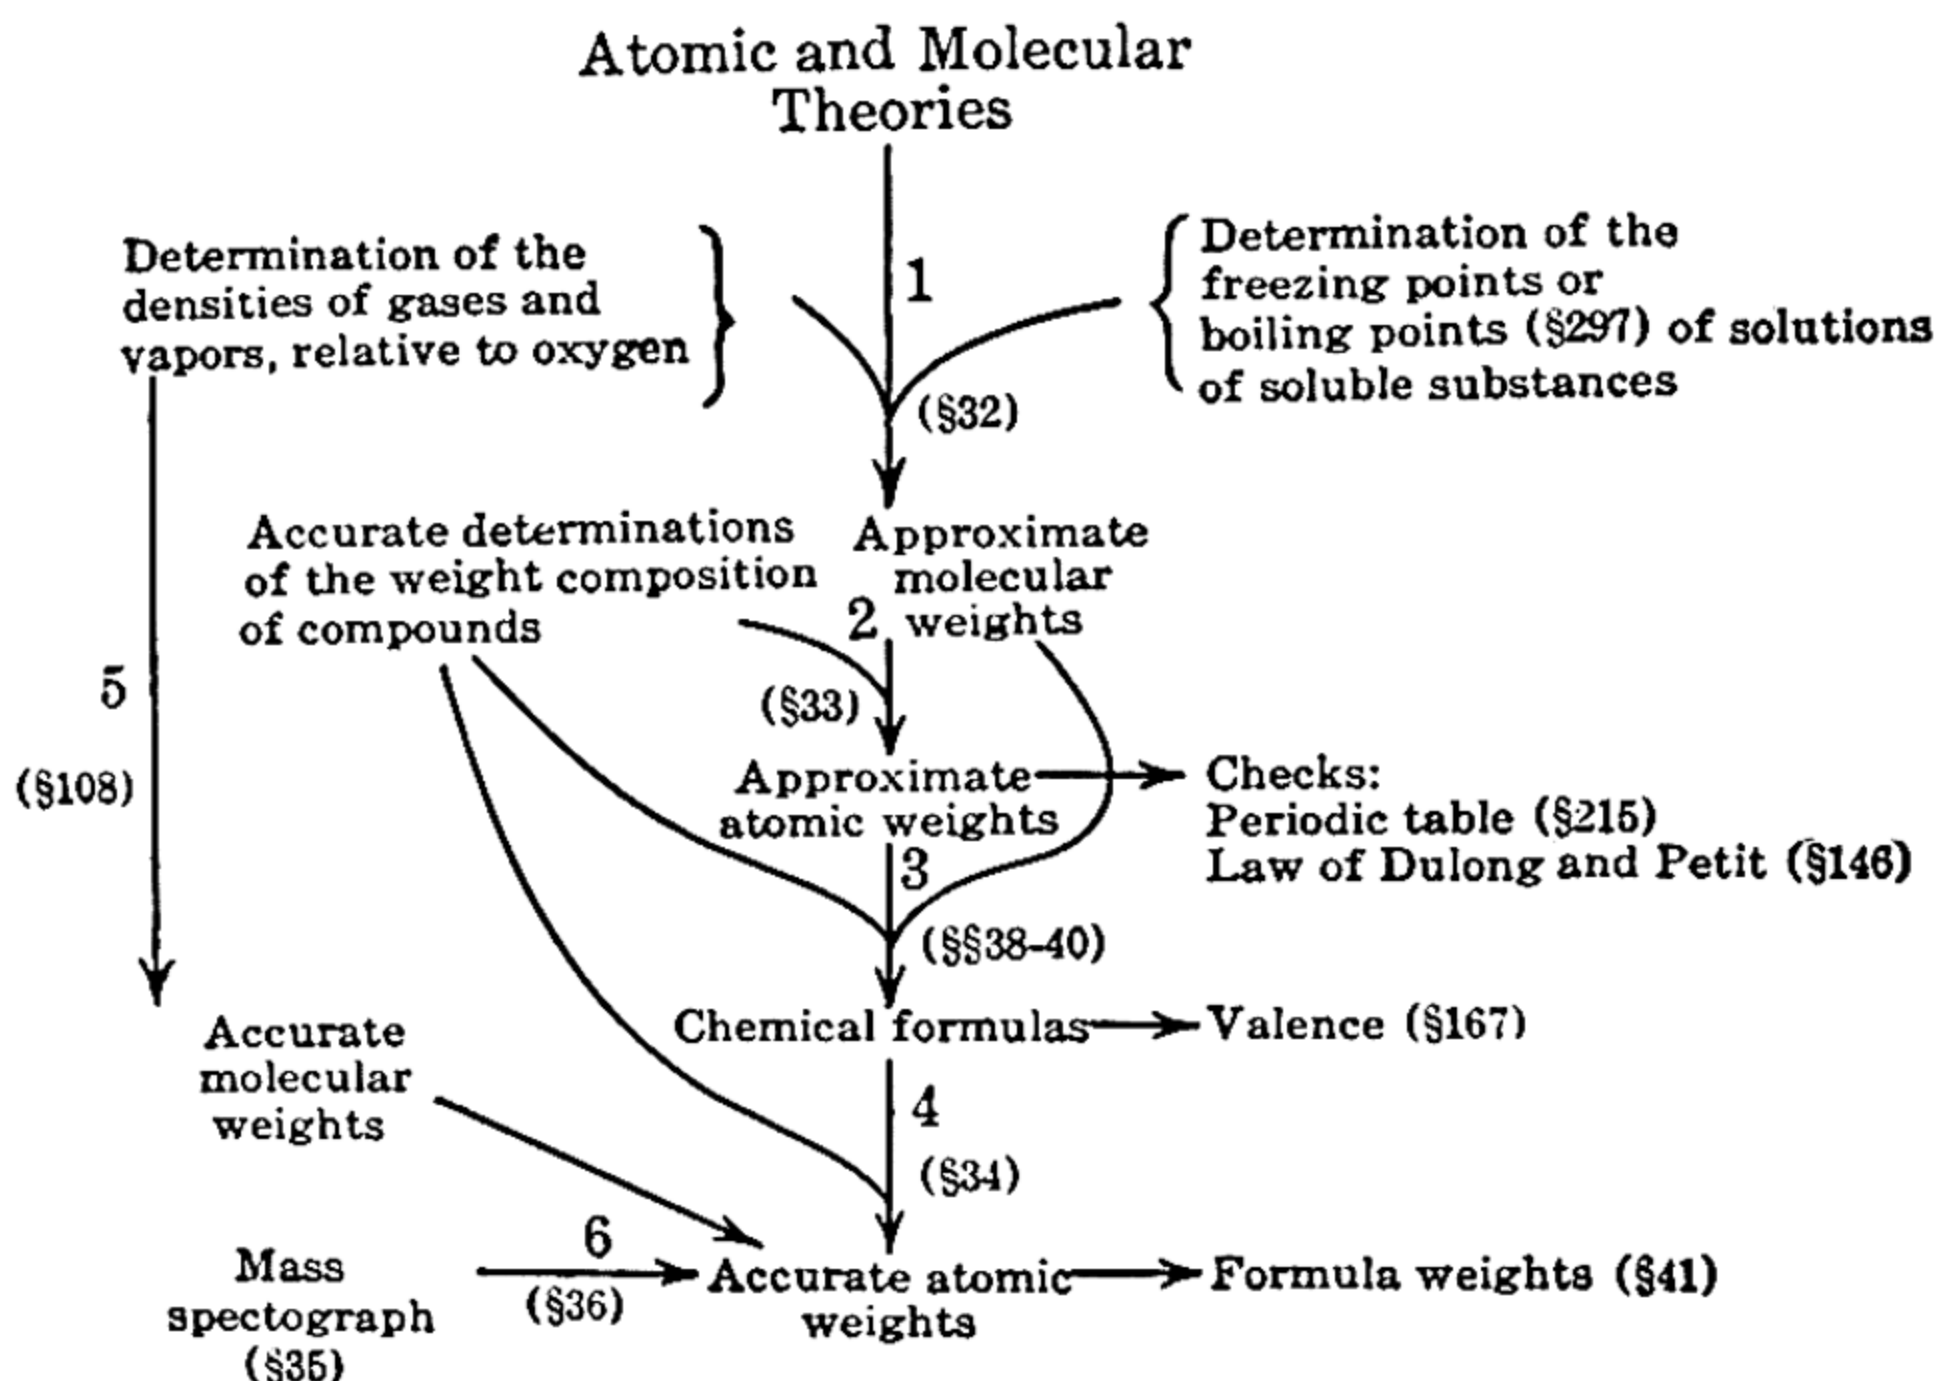 Atomic and Molecular
Theories
Determination of the
densities of gases and
vapors, relative to oxygen
1
Determination of the
freezing points or
boiling points (§297) of solutions
of soluble substances
(§32)
Accurate determinations
of the weight composition
of compounds
Approximate
molecular
weights
2
(§33)
5
(§108)
Approximate
atomic weights
Checks:
Periodic table (§215)
Law of Dulong and Petit (§146)
3
(§§38-40)
Chemical formulas
Valence (§167)
Accurate
molecular
weights
4
(§34)
6
(§36)
Mass
spectograph
(§35)
Accurate atomic
weights
Formula weights (§41)